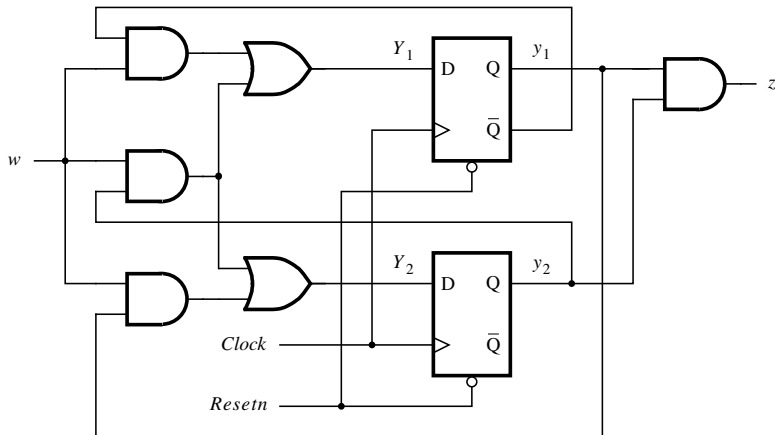 Y1 y1
D Q
z
Q̅
w
Y2 y2
D Q
Clock
Q̅
Resetn